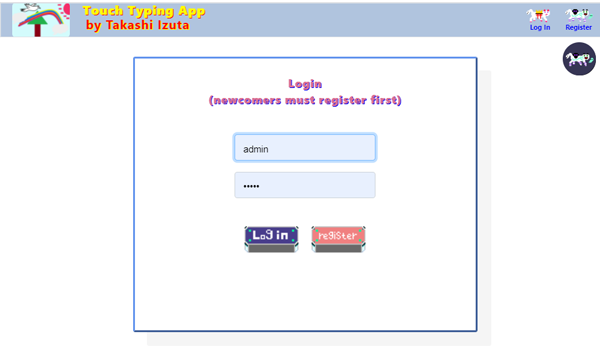 Touch Typing App
by Takashi Izuta
Log In
Register
Login
(newcomers must register first)
admin
•••••
Log in
regiSter